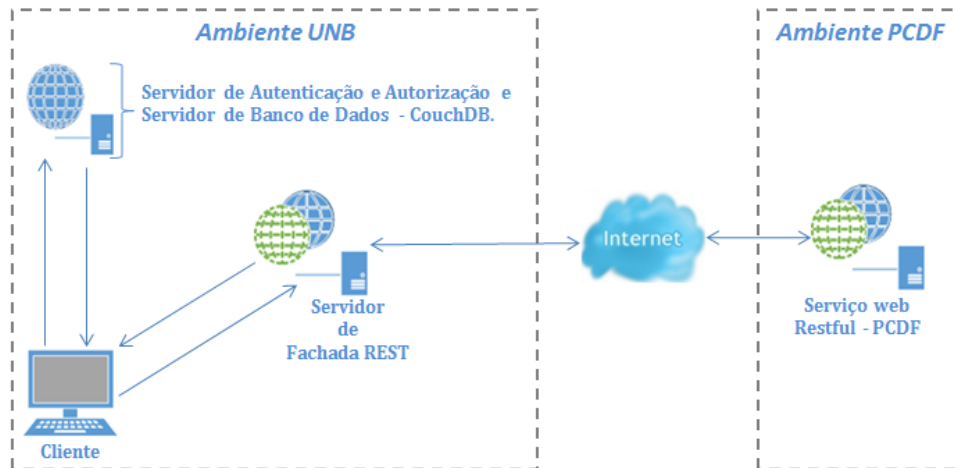 Ambiente UNB
Ambiente PCDF
Servidor de Autenticação e Autorização e
Servidor de Banco de Dados - CouchDB.
Internet
Servidor
de
Fachada REST
Serviço web
Restful - PCDF
Cliente